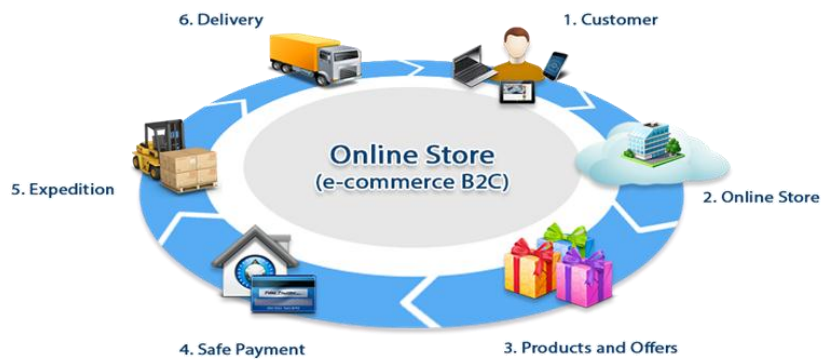 6. Delivery
1. Customer
Online Store
(e-commerce B2C)
5. Expedition
2. Online Store
4. Safe Payment
3. Products and Offers